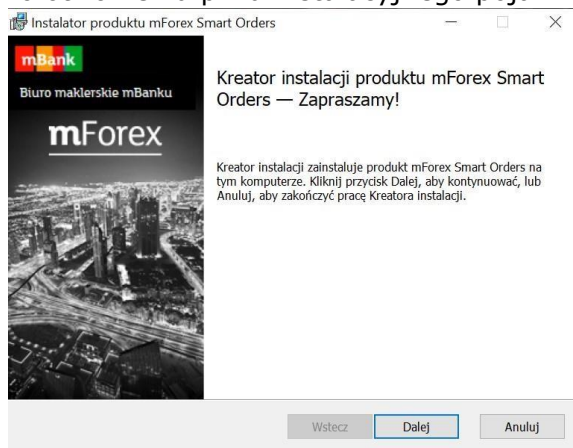 Instalator produktu mForex Smart Orders
mBank
Biuro maklerskie mBanku
mForex
Kreator instalacji produktu mForex Smart
Orders — Zapraszamy!
Kreator instalacji zainstaluje produkt mForex Smart Orders na
tym komputerze. Kliknij przycisk Dalej, aby kontynuować, lub
Anuluj, aby zakończyć pracę Kreatora instalacji.
Wstecz Dalej Anuluj